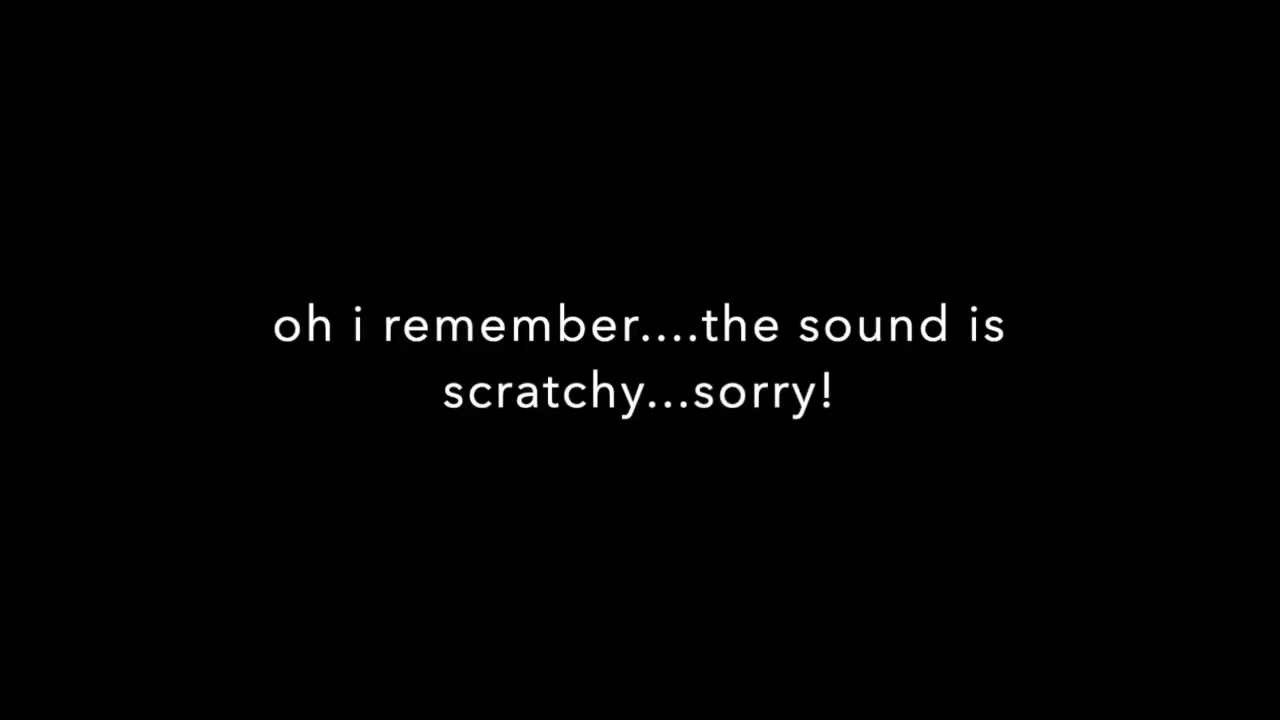 oh i remember....the sound is
scratchy...sorry!